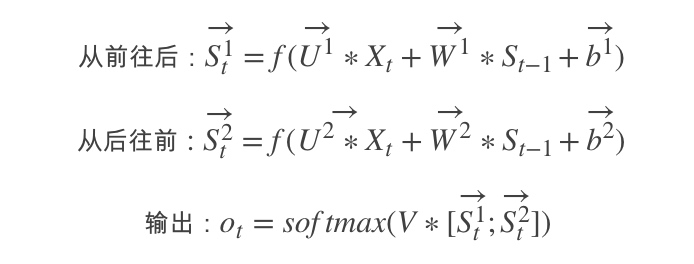 从前往后：$\overrightarrow{S_t^1} = f(\overrightarrow{U^1} * X_t + \overrightarrow{W^1} * S_{t-1} + \overrightarrow{b^1})$
从后往前：$\overrightarrow{S_t^2} = f(\overrightarrow{U^2 *} X_t + \overrightarrow{W^2} * S_{t-1} + \overrightarrow{b^2})$
输出：$o_t = softmax(V * [\overrightarrow{S_t^1}; \overrightarrow{S_t^2}])$